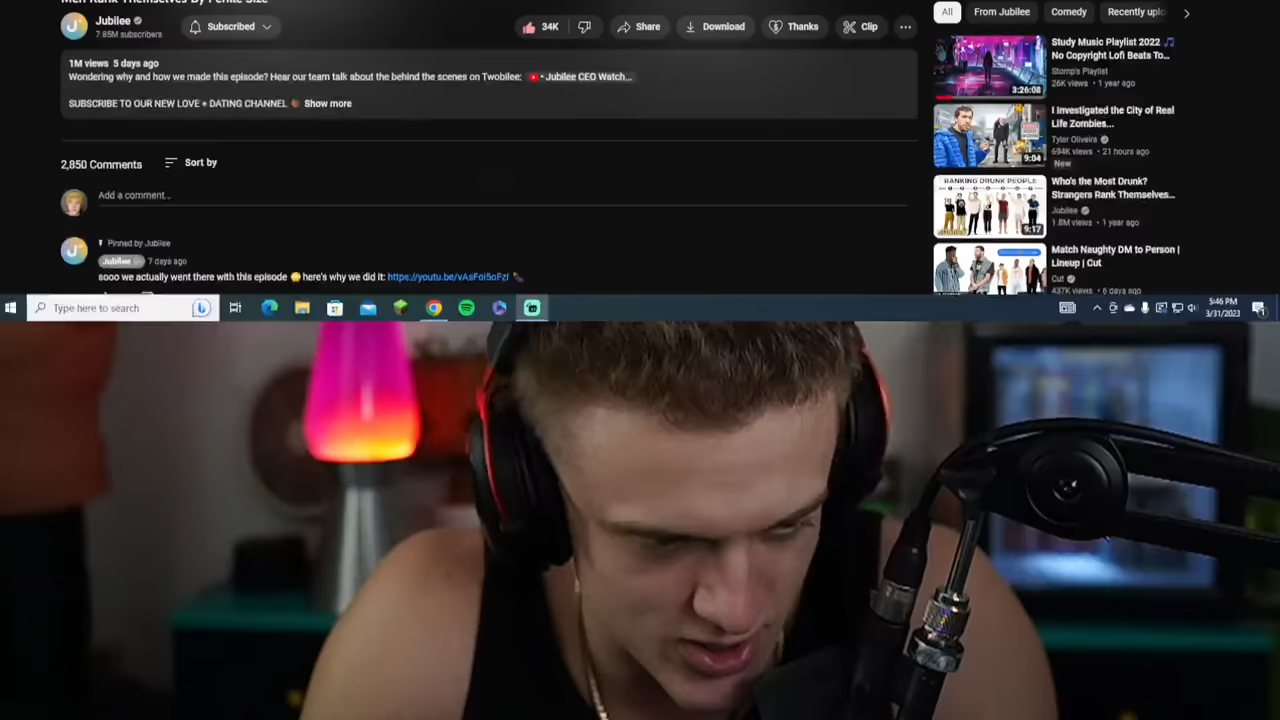 Men Rank Themselves By Penile Size
Jubilee
7.85M subscribers
Subscribed
34K
Share
Download
Thanks
Clip
1M views 5 days ago
Wondering why and how we made this episode? Hear our team talk about the behind the scenes on Twobilee: • Jubilee CEO Watch...
SUBSCRIBE TO OUR NEW LOVE + DATING CHANNEL Show more
2,850 Comments
Sort by
Add a comment...
Pinned by Jubilee
Jubilee 7 days ago
sooo we actually went there with this episode here's why we did it:
All
From Jubilee
Comedy
Recently uplo
Study Music Playlist 2022
No Copyright Lofi Beats To...
Stomp's Playlist
26K views • 1 year ago
3:26:08
I Investigated the City of Real
Life Zombies...
Tyler Oliveira
694K views • 21 hours ago
New
9:04
RANKING DRUNK PEOPLE
9:17
Who's the Most Drunk?
Strangers Rank Themselves...
Jubilee
1.8M views • 1 year ago
Match Naughty DM to Person |
Lineup | Cut
Cut
437K views • 6 days ago
Type here to search
5:46 PM
3/31/2023